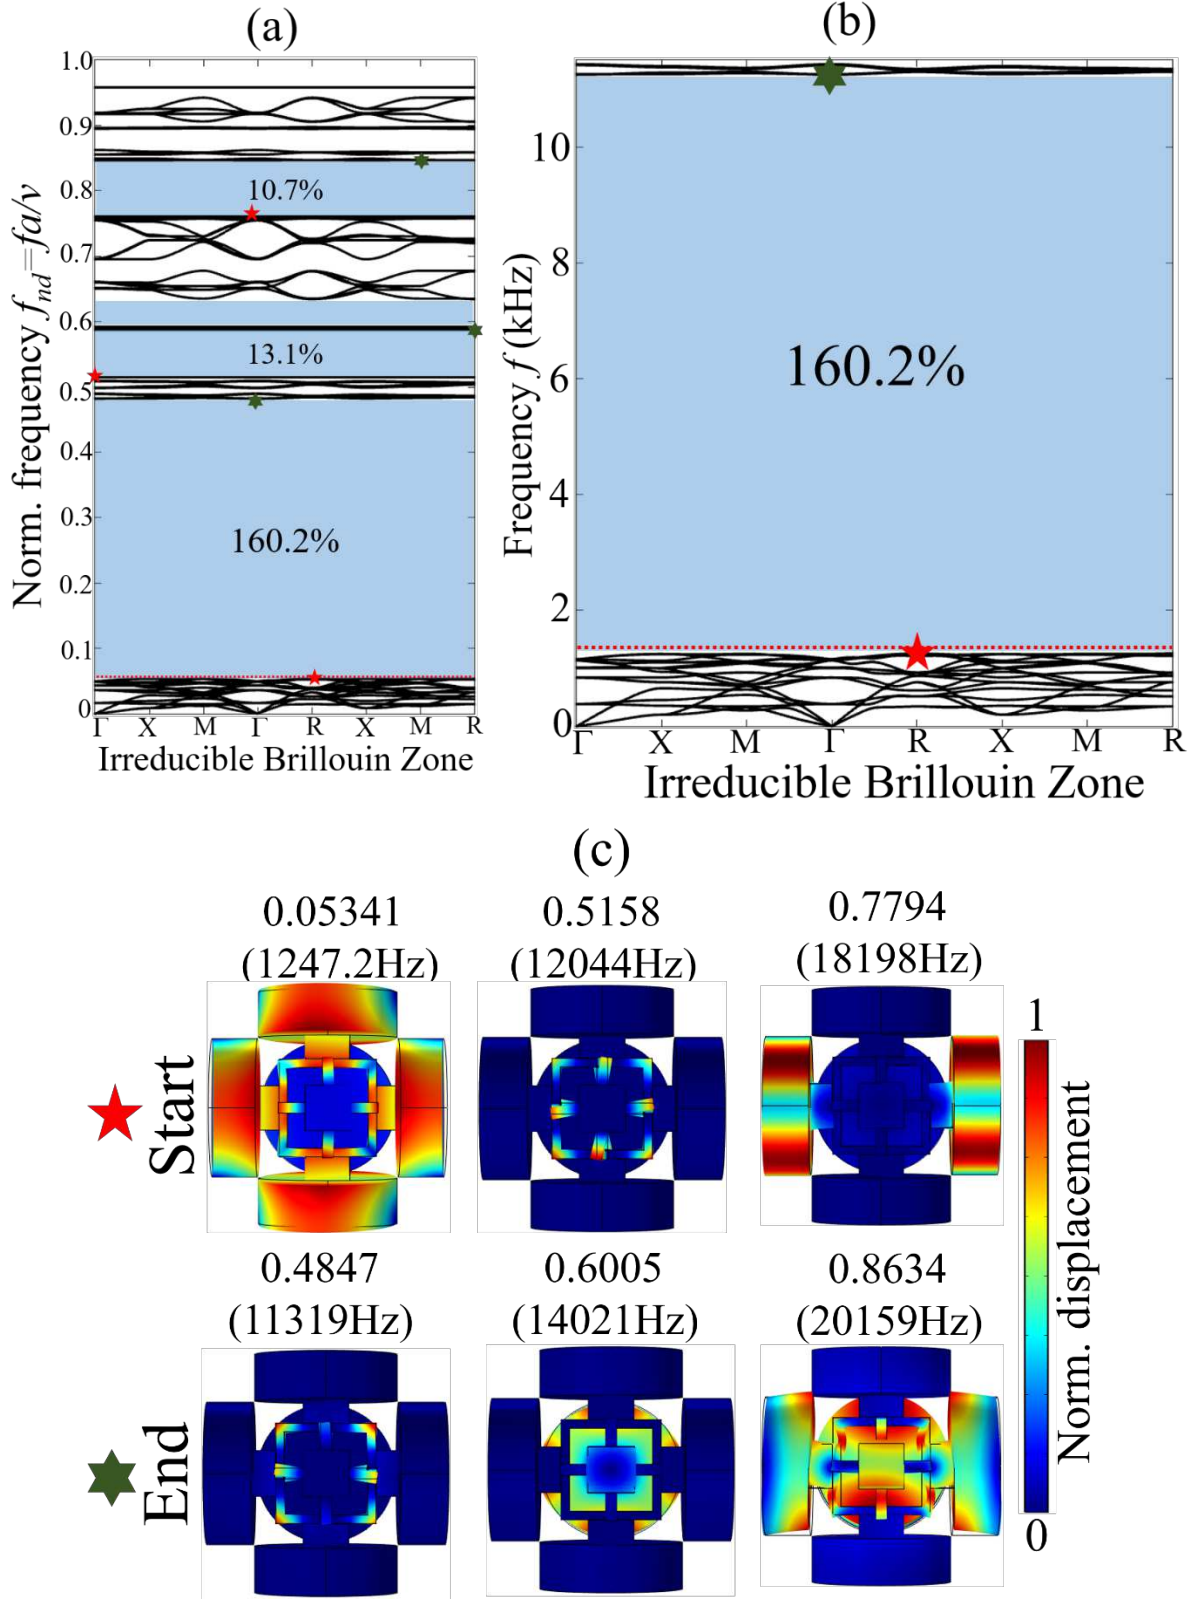 (a)
1.0
0.9
0.8
0.7
0.6
0.5
0.4
0.3
0.2
0.1
0
Norm. frequency fnd=fa/v
10.7%
13.1%
160.2%
Γ X M Γ R X M R
Irreducible Brillouin Zone
(b)
10
8
6
4
2
0
Frequency f (kHz)
160.2%
Γ X M Γ R X M R
Irreducible Brillouin Zone
(c)
0.05341 0.5158 0.7794
(1247.2Hz) (12044Hz) (18198Hz)
Start
0.4847 0.6005 0.8634
(11319Hz) (14021Hz) (20159Hz)
End
1
Norm. displacement
0